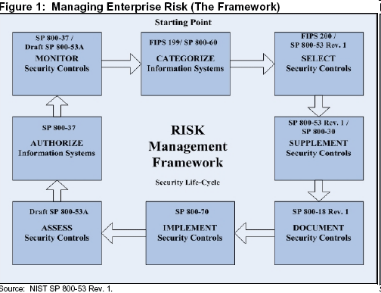 Figure 1: Managing Enterprise Risk (The Framework)
Starting Point
SP 800-37 /
Draft SP 800-53A
MONITOR
Security Controls
FIPS 199/ SP 800-60
CATEGORIZE
Information Systems
FIPS 200 /
SP 800-53 Rev. 1
SELECT
Security Controls
SP 800-37
AUTHORIZE
Information Systems
RISK
Management
Framework
Security Life-Cycle
SP 800-53 Rev. 1 /
SP 800-30
SUPPLEMENT
Security Controls
Draft SP 800-53A
ASSESS
Security Controls
SP 800-70
IMPLEMENT
Security Controls
SP 800-18 Rev. 1
DOCUMENT
Security Controls
Source: NIST SP 800-53 Rev. 1.